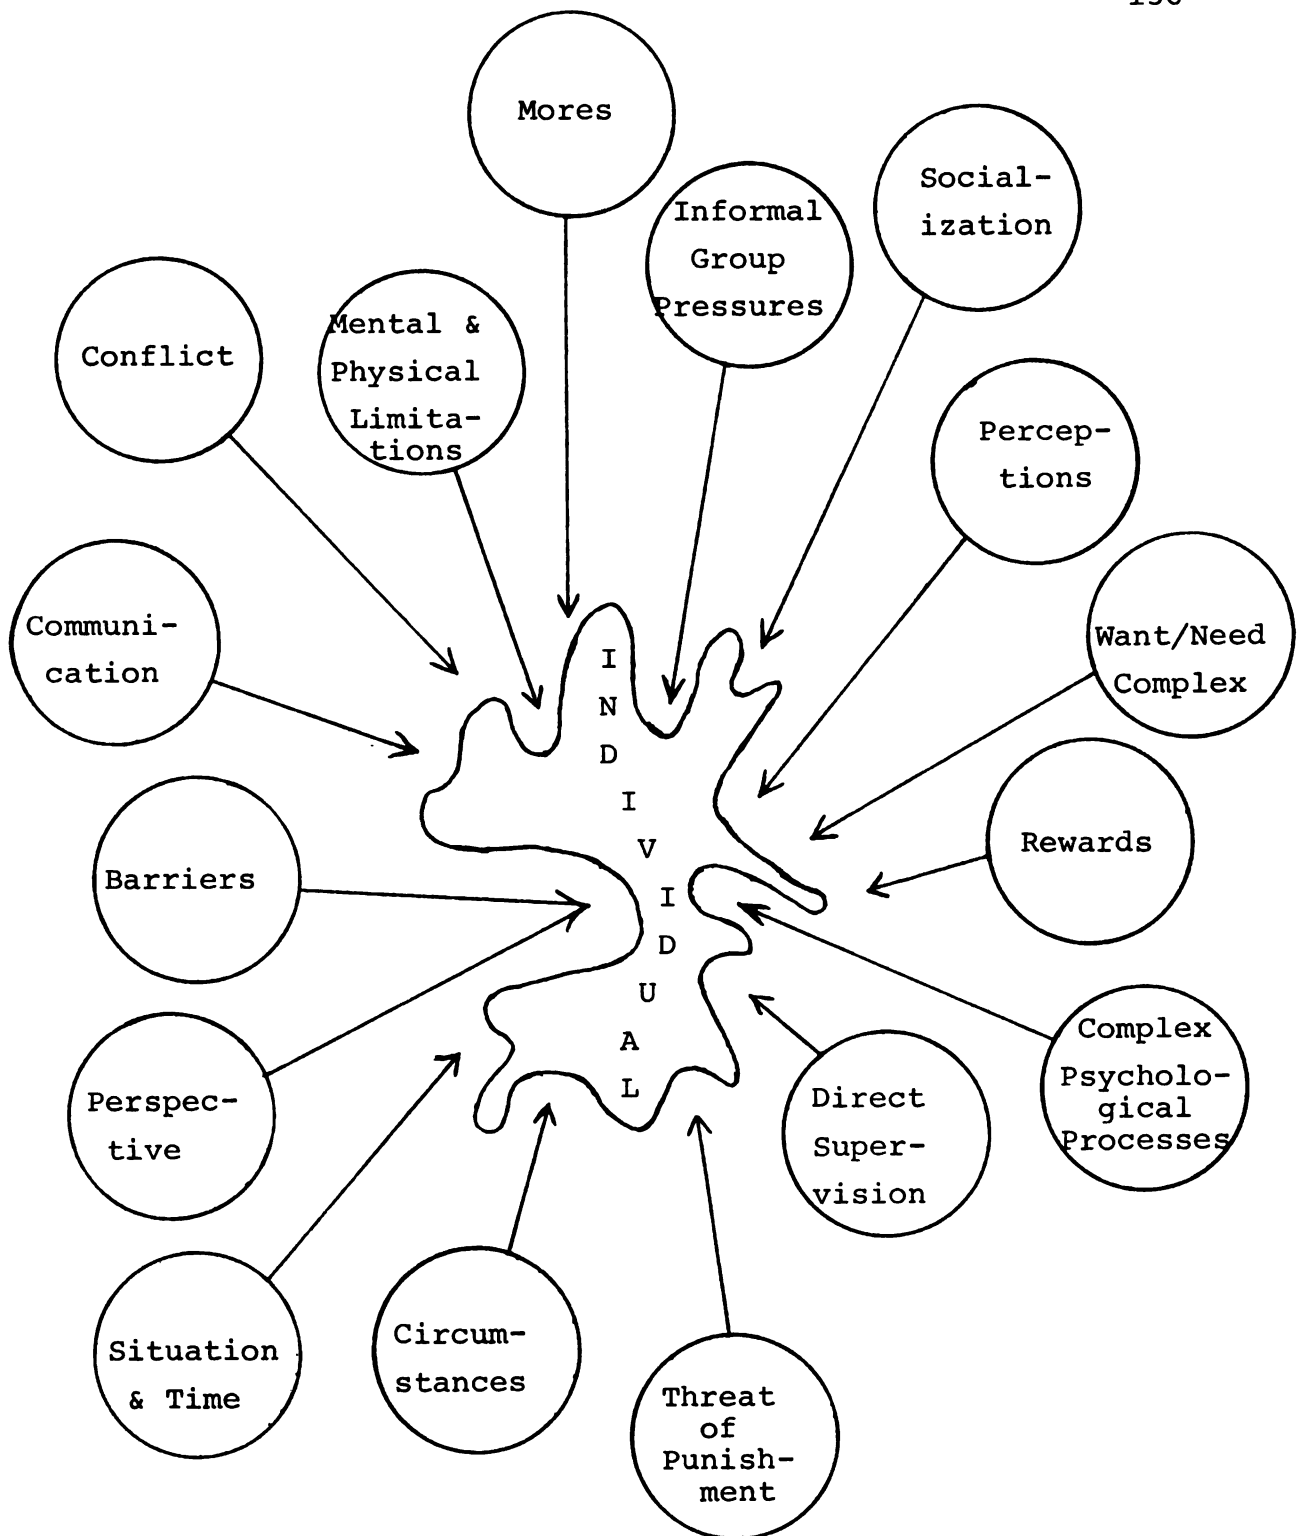 Mores
Social-
ization
Informal
Group
Pressures
Conflict
Mental &
Physical
Limita-
tions
Percep-
tions
Communi-
cation
Want/Need
Complex
I
N
D
I
V
I
D
U
A
L
Barriers
Rewards
Perspec-
tive
Complex
Psycholo-
gical
Processes
Direct
Super-
vision
Situation
& Time
Circum-
stances
Threat
of
Punish-
ment